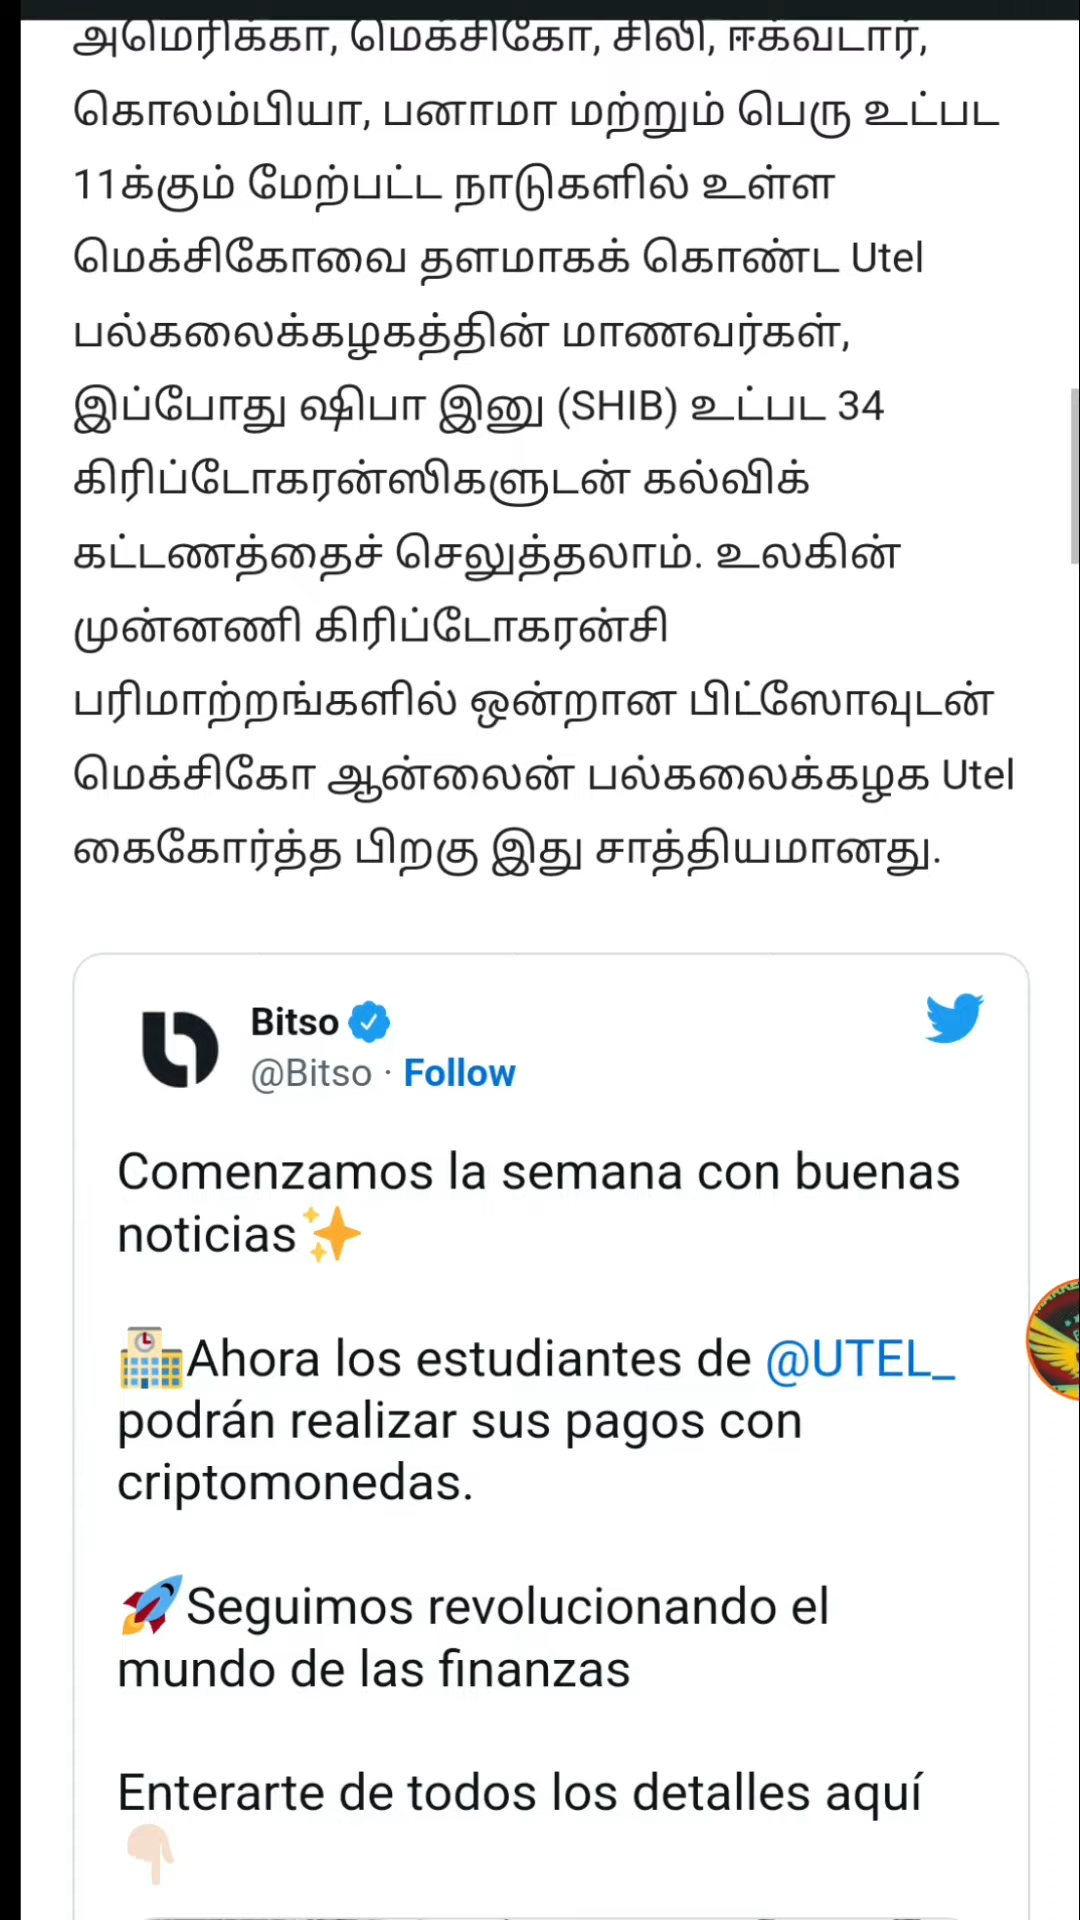 அமெரிக்கா, மெக்சிகோ, சிலி, ஈக்வடார்,
கொலம்பியா, பனாமா மற்றும் பெரு உட்பட
11க்கும் மேற்பட்ட நாடுகளில் உள்ள
மெக்சிகோவை தளமாகக் கொண்ட Utel
பல்கலைக்கழகத்தின் மாணவர்கள்,
இப்போது ஷிபா இனு (SHIB) உட்பட 34
கிரிப்டோகரன்ஸிகளுடன் கல்விக்
கட்டணத்தைச் செலுத்தலாம். உலகின்
முன்னணி கிரிப்டோகரன்சி
பரிமாற்றங்களில் ஒன்றான பிட்ஸோவுடன்
மெக்சிகோ ஆன்லைன் பல்கலைக்கழக Utel
கைகோர்த்த பிறகு இது சாத்தியமானது.
Bitso
@Bitso · Follow
Comenzamos la semana con buenas
noticias✨
🏫Ahora los estudiantes de @UTEL_
podrán realizar sus pagos con
criptomonedas.
🚀Seguimos revolucionando el
mundo de las finanzas
Enterarte de todos los detalles aquí
👇🏻